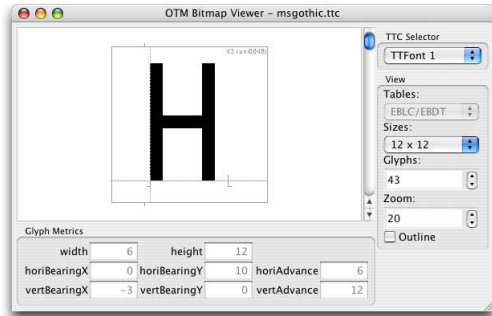 OTM Bitmap Viewer – msgothic.ttc
TTC Selector
TTFont 1
View
Tables:
EBLC/EBDT
Sizes:
12 x 12
Glyphs:
43
Zoom:
20
Outline
H
Glyph Metrics
width 6 height 12
horiBearingX 0 horiBearingY 10 horiAdvance 6
vertBearingX −3 vertBearingY 0 vertAdvance 12